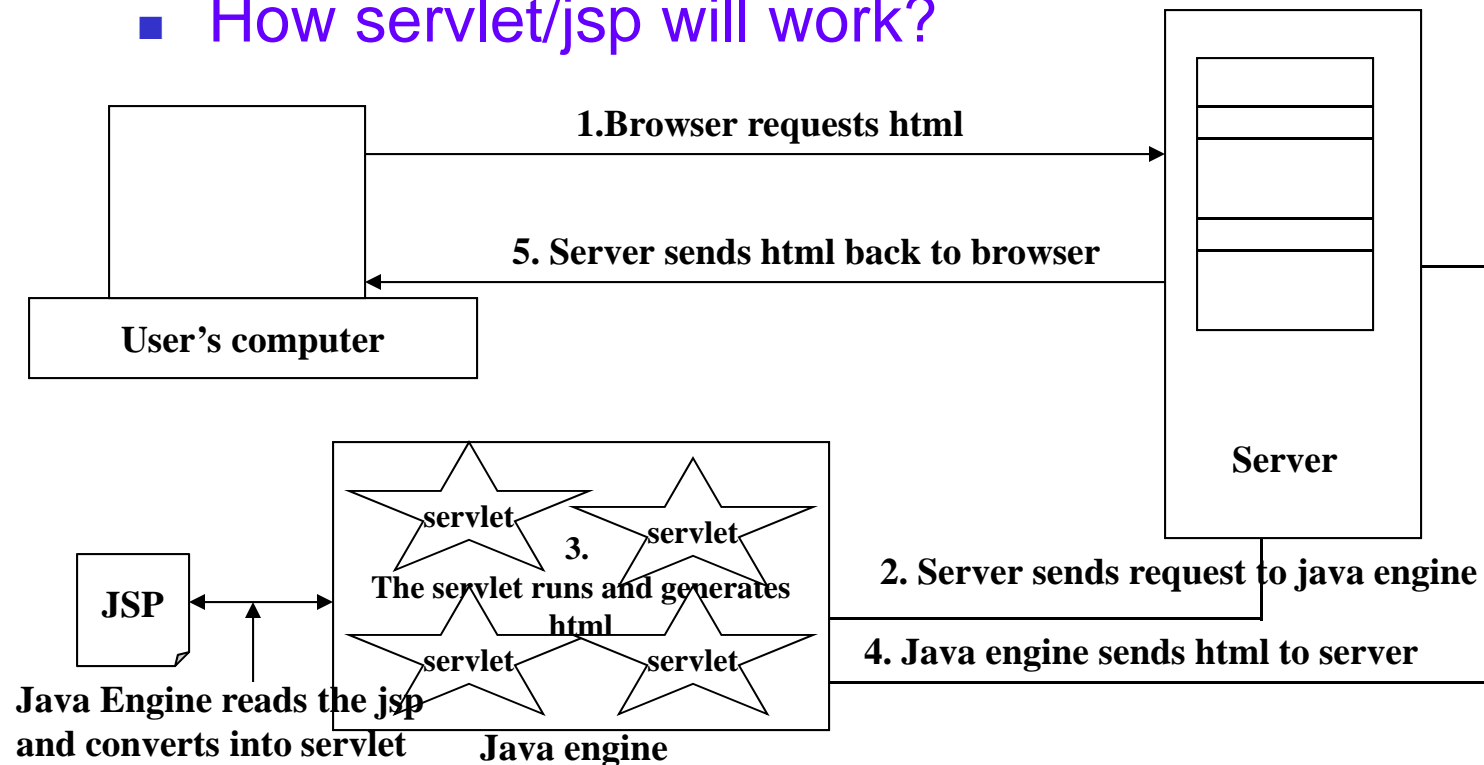 How servlet/jsp will work?
1.Browser requests html
5. Server sends html back to browser
User’s computer
Server
servlet
servlet
3.
The servlet runs and generates
html
servlet
servlet
2. Server sends request to java engine
4. Java engine sends html to server
JSP
Java Engine reads the jsp
and converts into servlet
Java engine